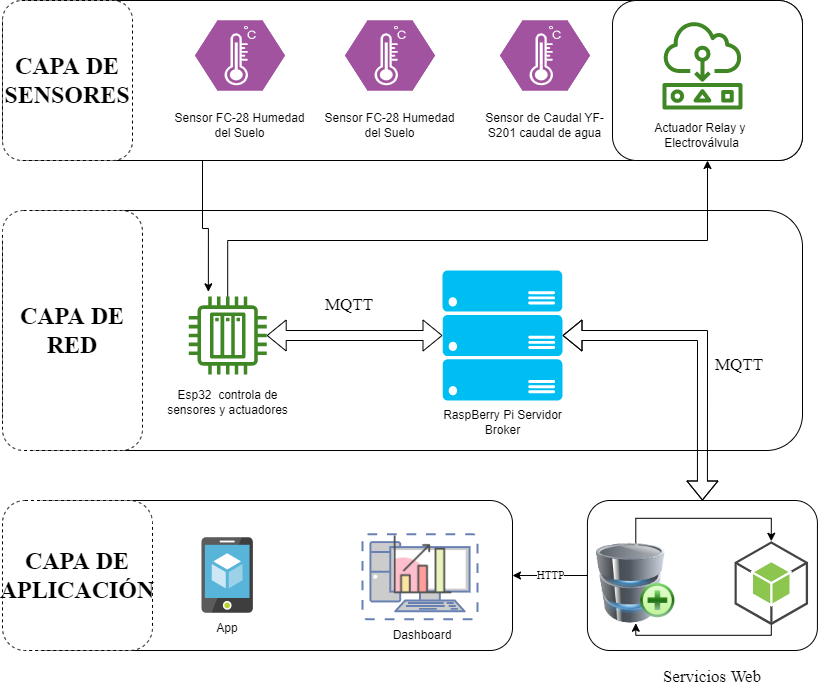 CAPA DE
SENSORES
°C
°C
°C
Sensor FC-28 Humedad
del Suelo
Sensor FC-28 Humedad
del Suelo
Sensor de Caudal YF-
S201 caudal de agua
Actuador Relay y
Electroválvula
CAPA DE
RED
MQTT
MQTT
Esp32 controla de
sensores y actuadores
RaspBerry Pi Servidor
Broker
CAPA DE
APLICACIÓN
App
Dashboard
HTTP
Servicios Web